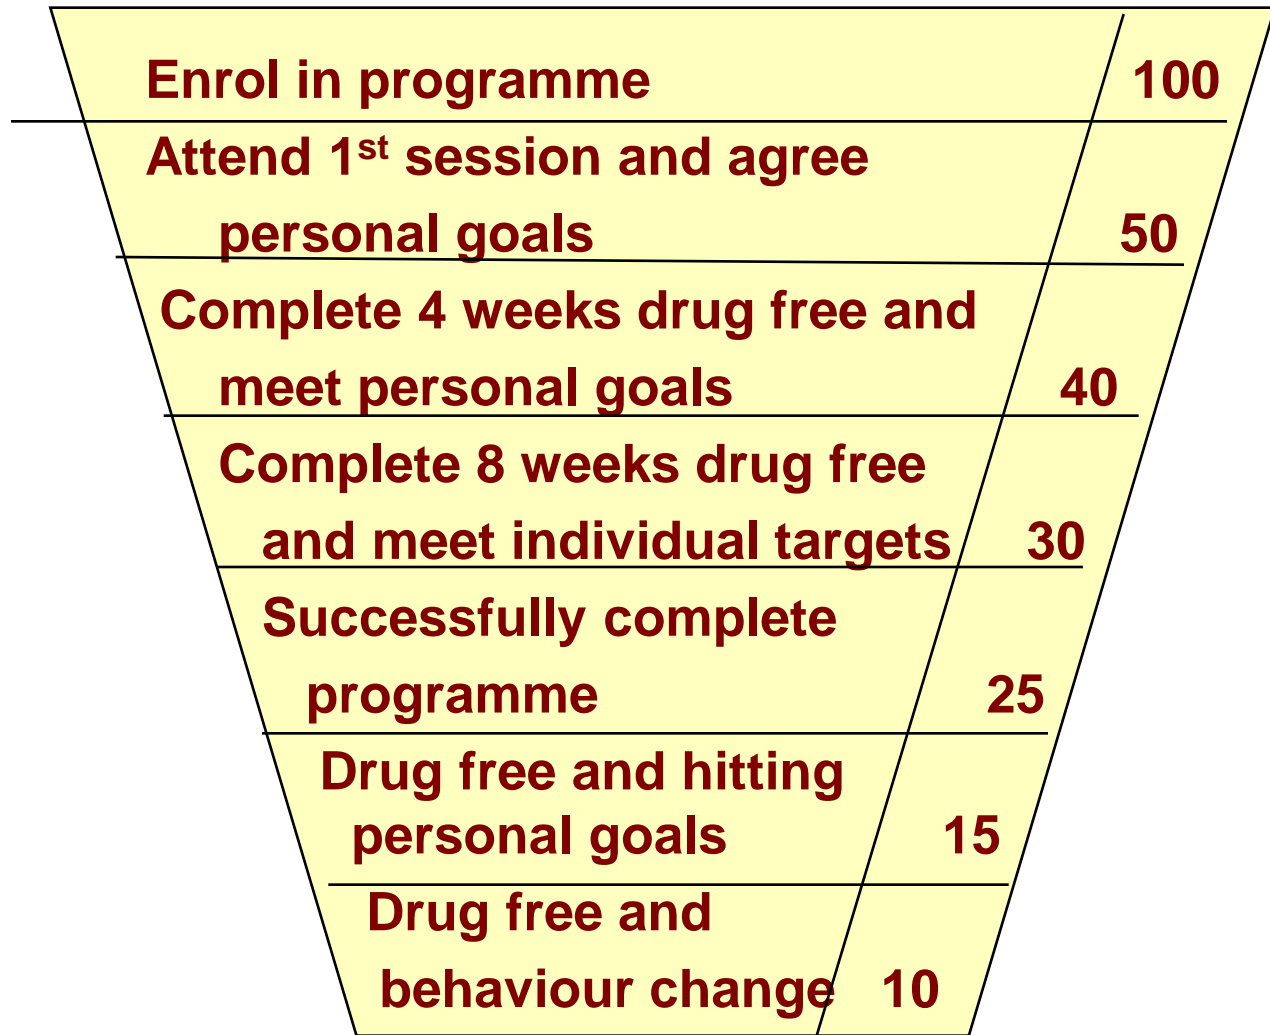 Enrol in programme 100
Attend 1st session and agree
personal goals 50
Complete 4 weeks drug free and
meet personal goals 40
Complete 8 weeks drug free
and meet individual targets 30
Successfully complete
programme 25
Drug free and hitting
personal goals 15
Drug free and
behaviour change 10